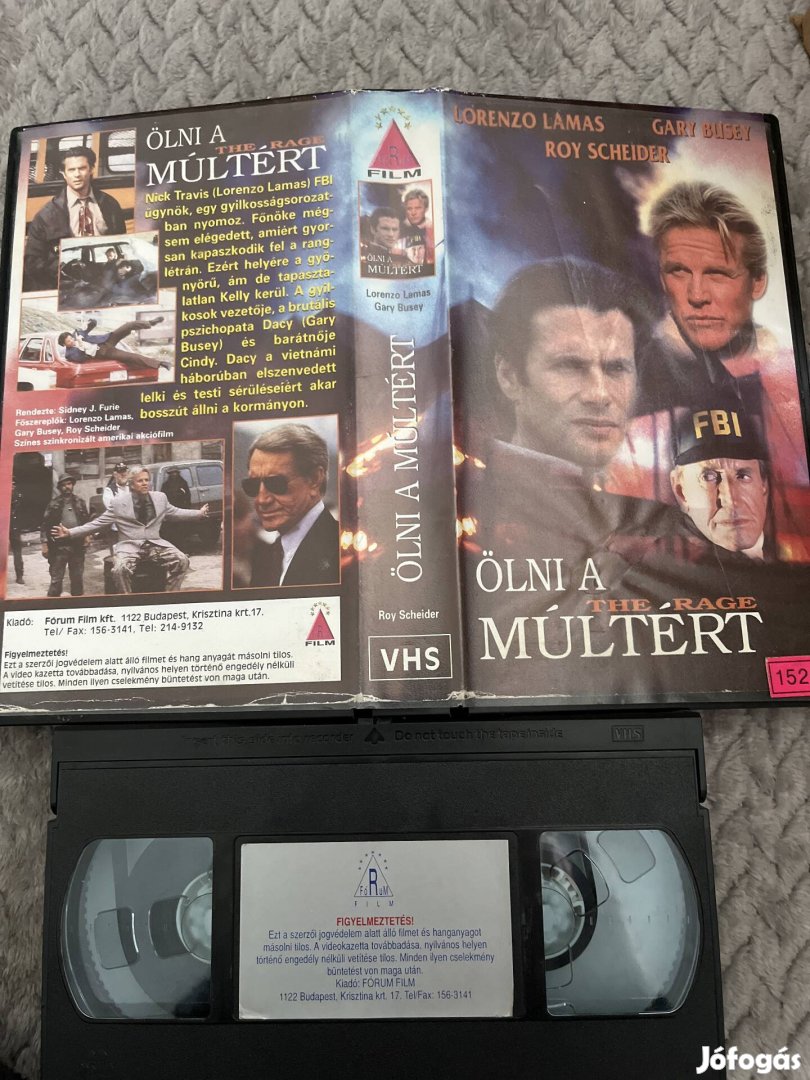 ÖLNI A
THE RAGE
MÚLTÉRT
Nick Travis (Lorenzo Lamas) FBI
ügynök, egy gyilkosságsorozat-
ban nyomoz. Főnöke még-
sem elégedett, amiért gyor-
san kapaszkodik fel a rang-
létrán. Ezért helyére a gyö-
nyörű, ám de tapaszta-
latlan Kelly kerül. A gyil-
kosok vezetője, a brutális
pszichopata Dacy (Gary
Busey) és barátnője
Cindy. Dacy a vietnámi
háborúban elszenvedett
lelki és testi sérüléseiért akar
bosszút állni a kormányon.
Rendezte: Sidney J. Furie
Főszereplők: Lorenzo Lamas,
Gary Busey, Roy Scheider
Színes szinkronizált amerikai akciófilm
Kiadó: Fórum Film kft. 1122 Budapest, Krisztina krt.17.
Tel/ Fax: 156-3141, Tel: 214-9132
FILM
Figyelmeztetés!
Ezt a szerzői jogvédelem alatt álló filmet és hang anyagát másolni tilos.
A video kazetta továbbadása, nyilvános helyen történő engedély nélküli
vetítése tilos. Minden ilyen cselekmény büntetést von maga után.
FILM
ÖLNI A
MÚLTÉRT
Lorenzo Lamas
Gary Busey
ÖLNI A MÚLTÉRT
Roy Scheider
VHS
LORENZO LAMAS GARY BUSEY
ROY SCHEIDER
FBI
ÖLNI A
THE RAGE
MÚLTÉRT
152
Insert this side into recorder Do not touch the tape inside
VHS
FÓRUM
FILM
FIGYELMEZTETÉS!
Ezt a szerzői jogvédelem alatt álló filmet és hanganyagot
másolni tilos. A videokazetta továbbadása, nyilvános helyen
történő engedély nélküli vetítése tilos. Minden ilyen cselekmény
büntetést von maga után.
Kiadó: FÓRUM FILM
1122 Budapest, Krisztina krt. 17. Tel/Fax: 156-3141
Jófogás